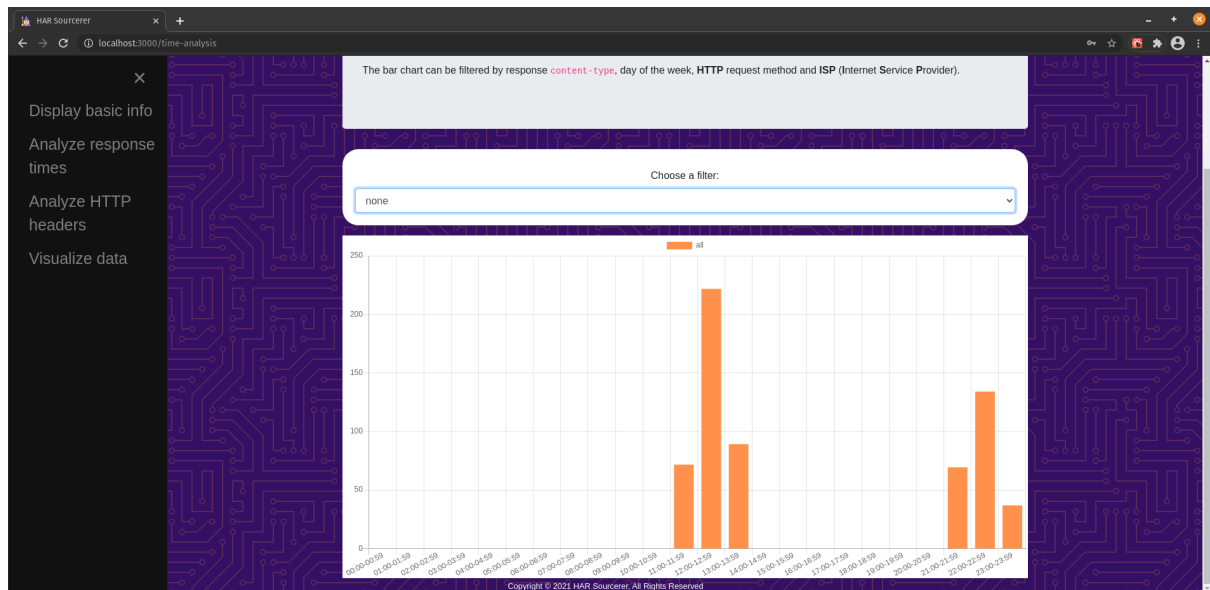 HAR Sourcerer
localhost:3000/time-analysis
Display basic info
Analyze response
times
Analyze HTTP
headers
Visualize data
The bar chart can be filtered by response content-type, day of the week, HTTP request method and ISP (Internet Service Provider).
Choose a filter:
none
all
250
200
150
100
50
0
00:00-00:59
01:00-01:59
02:00-02:59
03:00-03:59
04:00-04:59
05:00-05:59
06:00-06:59
07:00-07:59
08:00-08:59
09:00-09:59
10:00-10:59
11:00-11:59
12:00-12:59
13:00-13:59
14:00-14:59
15:00-15:59
16:00-16:59
17:00-17:59
18:00-18:59
19:00-19:59
20:00-20:59
21:00-21:59
22:00-22:59
23:00-23:59
Copyright © 2021 HAR Sourcerer, All Rights Reserved